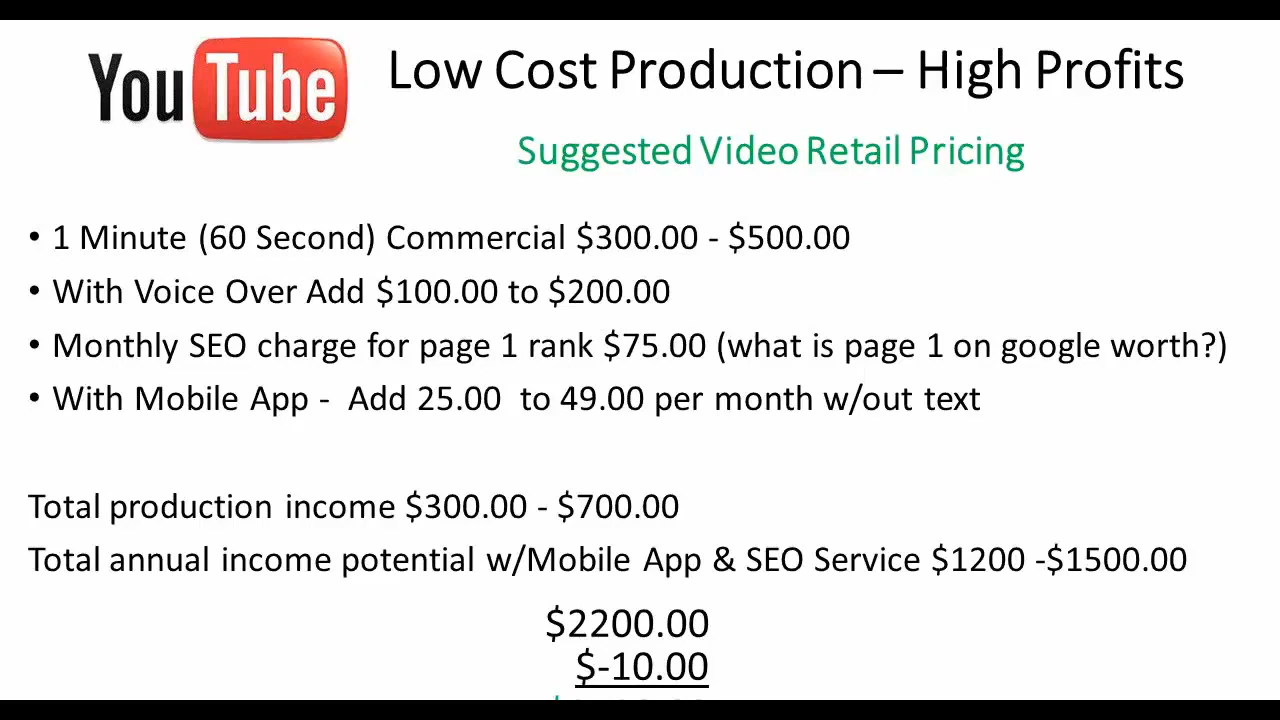 YouTube
Low Cost Production – High Profits
Suggested Video Retail Pricing
• 1 Minute (60 Second) Commercial $300.00 - $500.00
• With Voice Over Add $100.00 to $200.00
• Monthly SEO charge for page 1 rank $75.00 (what is page 1 on google worth?)
• With Mobile App - Add 25.00 to 49.00 per month w/out text
Total production income $300.00 - $700.00
Total annual income potential w/Mobile App & SEO Service $1200 -$1500.00
$2200.00
$-10.00